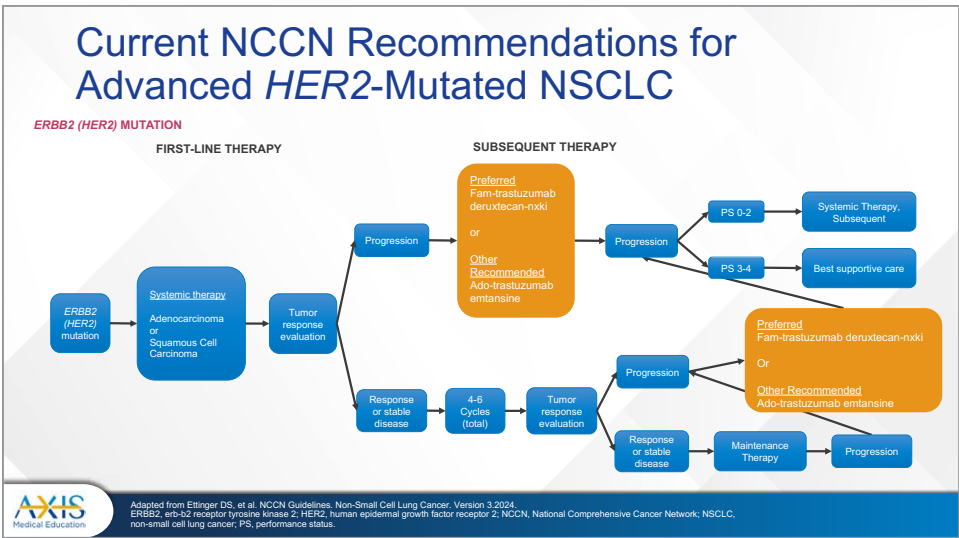 Current NCCN Recommendations for
Advanced HER2-Mutated NSCLC
ERBB2 (HER2) MUTATION
FIRST-LINE THERAPY
SUBSEQUENT THERAPY
ERBB2
(HER2)
mutation
Systemic therapy
Adenocarcinoma
or
Squamous Cell
Carcinoma
Tumor
response
evaluation
Progression
Preferred
Fam-trastuzumab
deruxtecan-nxki
or
Other
Recommended
Ado-trastuzumab
emtansine
Progression
PS 0-2
Systemic Therapy,
Subsequent
PS 3-4
Best supportive care
Response
or stable
disease
4-6
Cycles
(total)
Tumor
response
evaluation
Progression
Preferred
Fam-trastuzumab deruxtecan-nxki
Or
Other Recommended
Ado-trastuzumab emtansine
Response
or stable
disease
Maintenance
Therapy
Progression
AXIS
Medical Education
Adapted from Ettinger DS, et al. NCCN Guidelines. Non-Small Cell Lung Cancer. Version 3.2024.
ERBB2, erb-b2 receptor tyrosine kinase 2; HER2, human epidermal growth factor receptor 2; NCCN, National Comprehensive Cancer Network; NSCLC,
non-small cell lung cancer; PS, performance status.